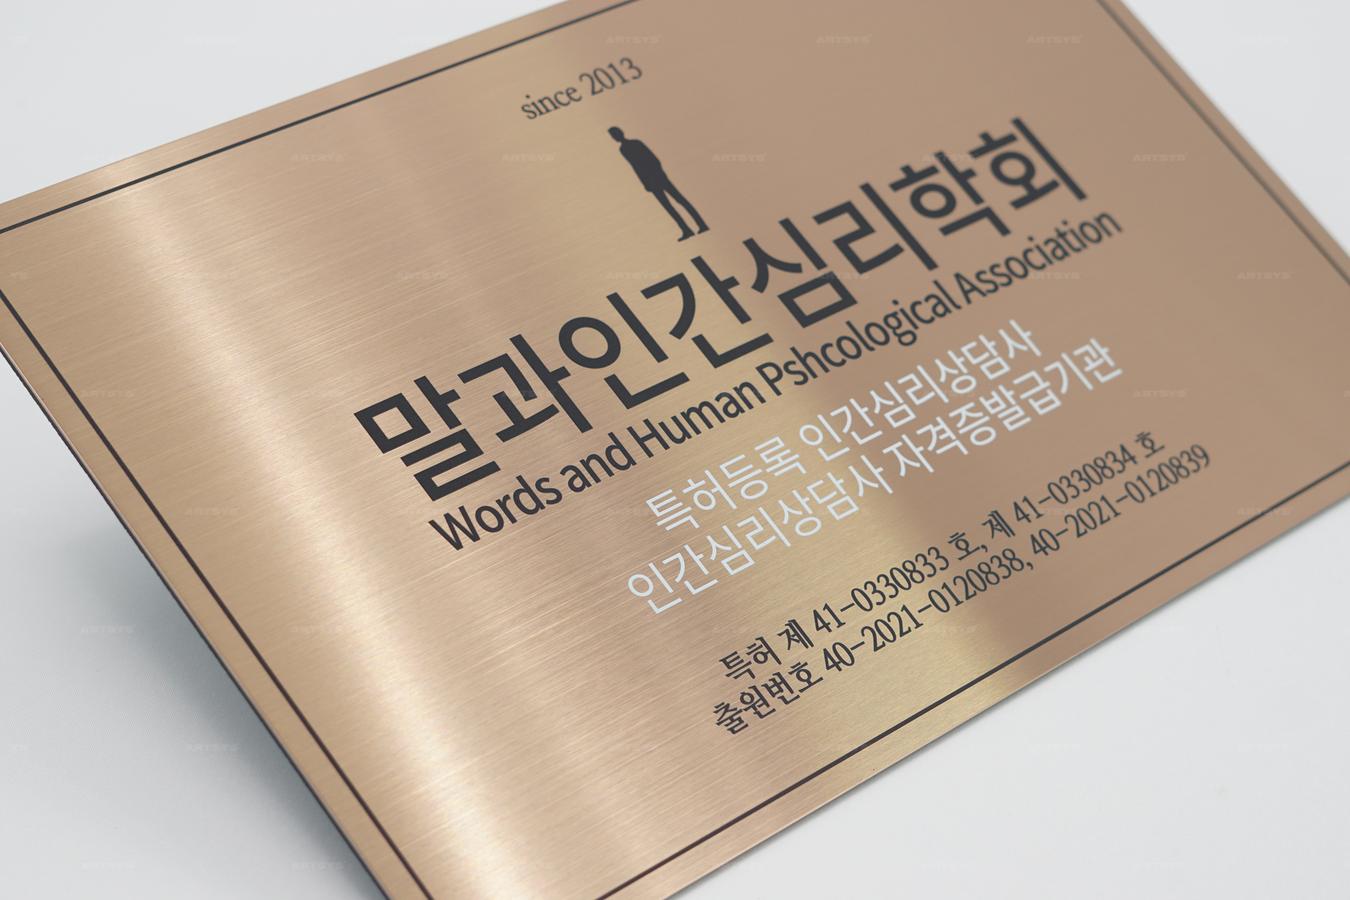 since 2013
말과인간심리학회
Words and Human Pshcological Association
특허등록 인간심리상담사
인간심리상담사 자격증발급기관
특허 제 41-0330833 호, 제 41-0330834 호
출원번호 40-2021-0120838, 40-2021-0120839
ARTSYS